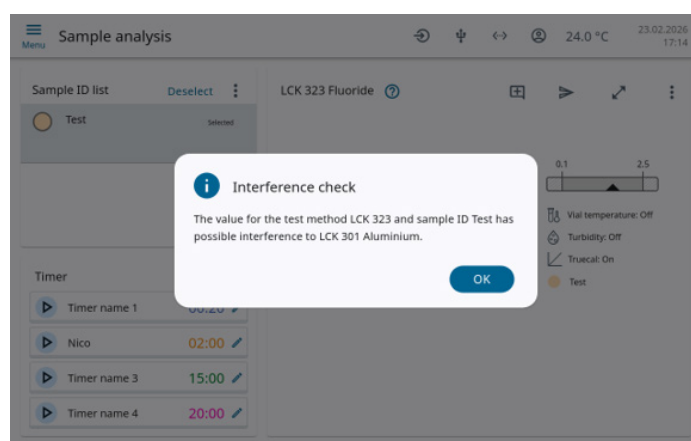 Menu
Sample analysis
24.0 °C
23.02.2026
17:14
Sample ID list
Deselect
Test
Selected
LCK 323 Fluoride
0.1 2.5
Vial temperature: Off
Turbidity: Off
Truecal: On
Test
Interference check
The value for the test method LCK 323 and sample ID Test has
possible interference to LCK 301 Aluminium.
OK
Timer
Timer name 1 00:20
Nico 02:00
Timer name 3 15:00
Timer name 4 20:00